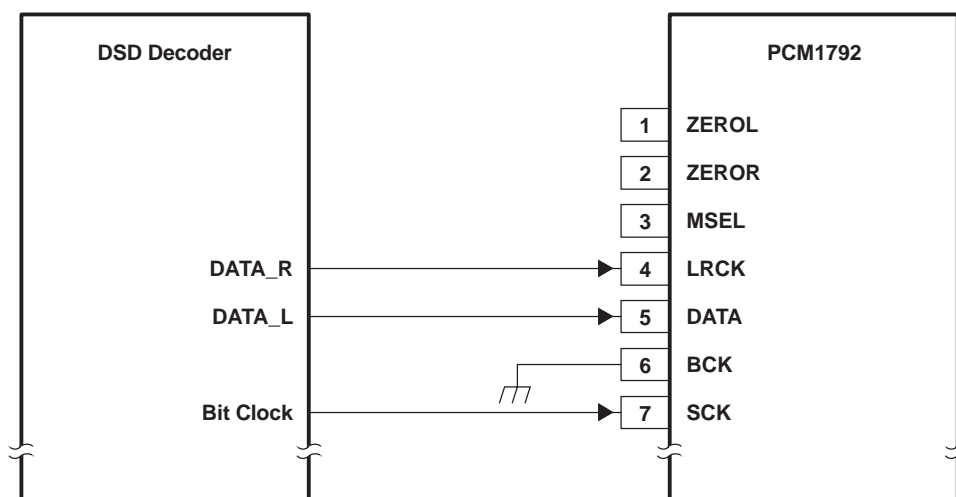 DSD Decoder
PCM1792
1 ZEROL
2 ZEROR
3 MSEL
DATA_R 4 LRCK
DATA_L 5 DATA
6 BCK
Bit Clock 7 SCK